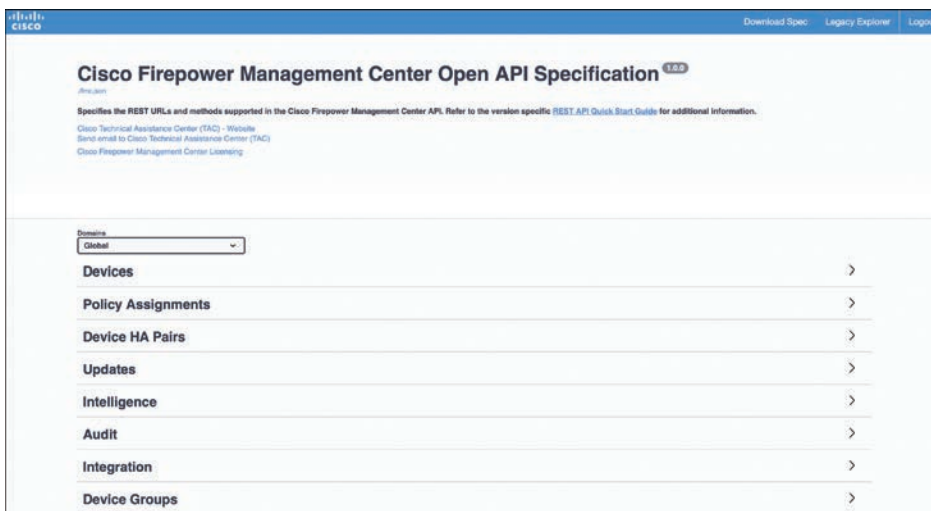 CISCO
Download Spec Legacy Explorer Logou
Cisco Firepower Management Center Open API Specification 1.0.0
/fmc.json
Specifies the REST URLs and methods supported in the Cisco Firepower Management Center API. Refer to the version specific REST API Quick Start Guide for additional information.
Cisco Technical Assistance Center (TAC) - Website
Send email to Cisco Technical Assistance Center (TAC)
Cisco Firepower Management Center Licensing
Domains
Global
Devices
Policy Assignments
Device HA Pairs
Updates
Intelligence
Audit
Integration
Device Groups